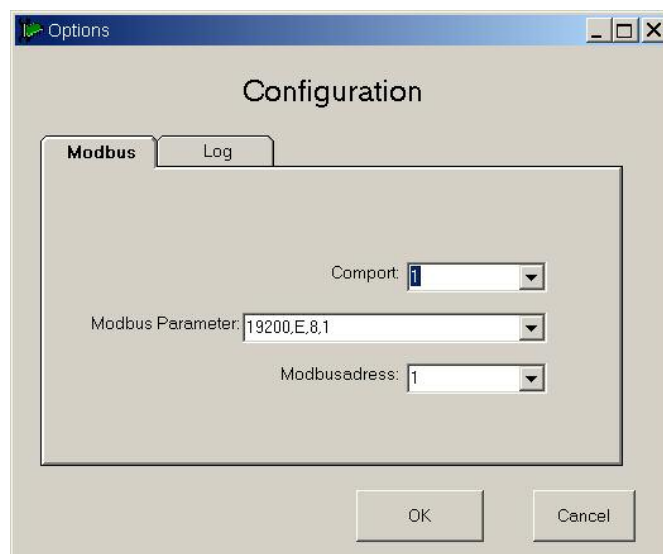 Options
Configuration
Modbus Log
Comport: 1
Modbus Parameter: 19200,E,8,1
Modbusadress: 1
OK Cancel